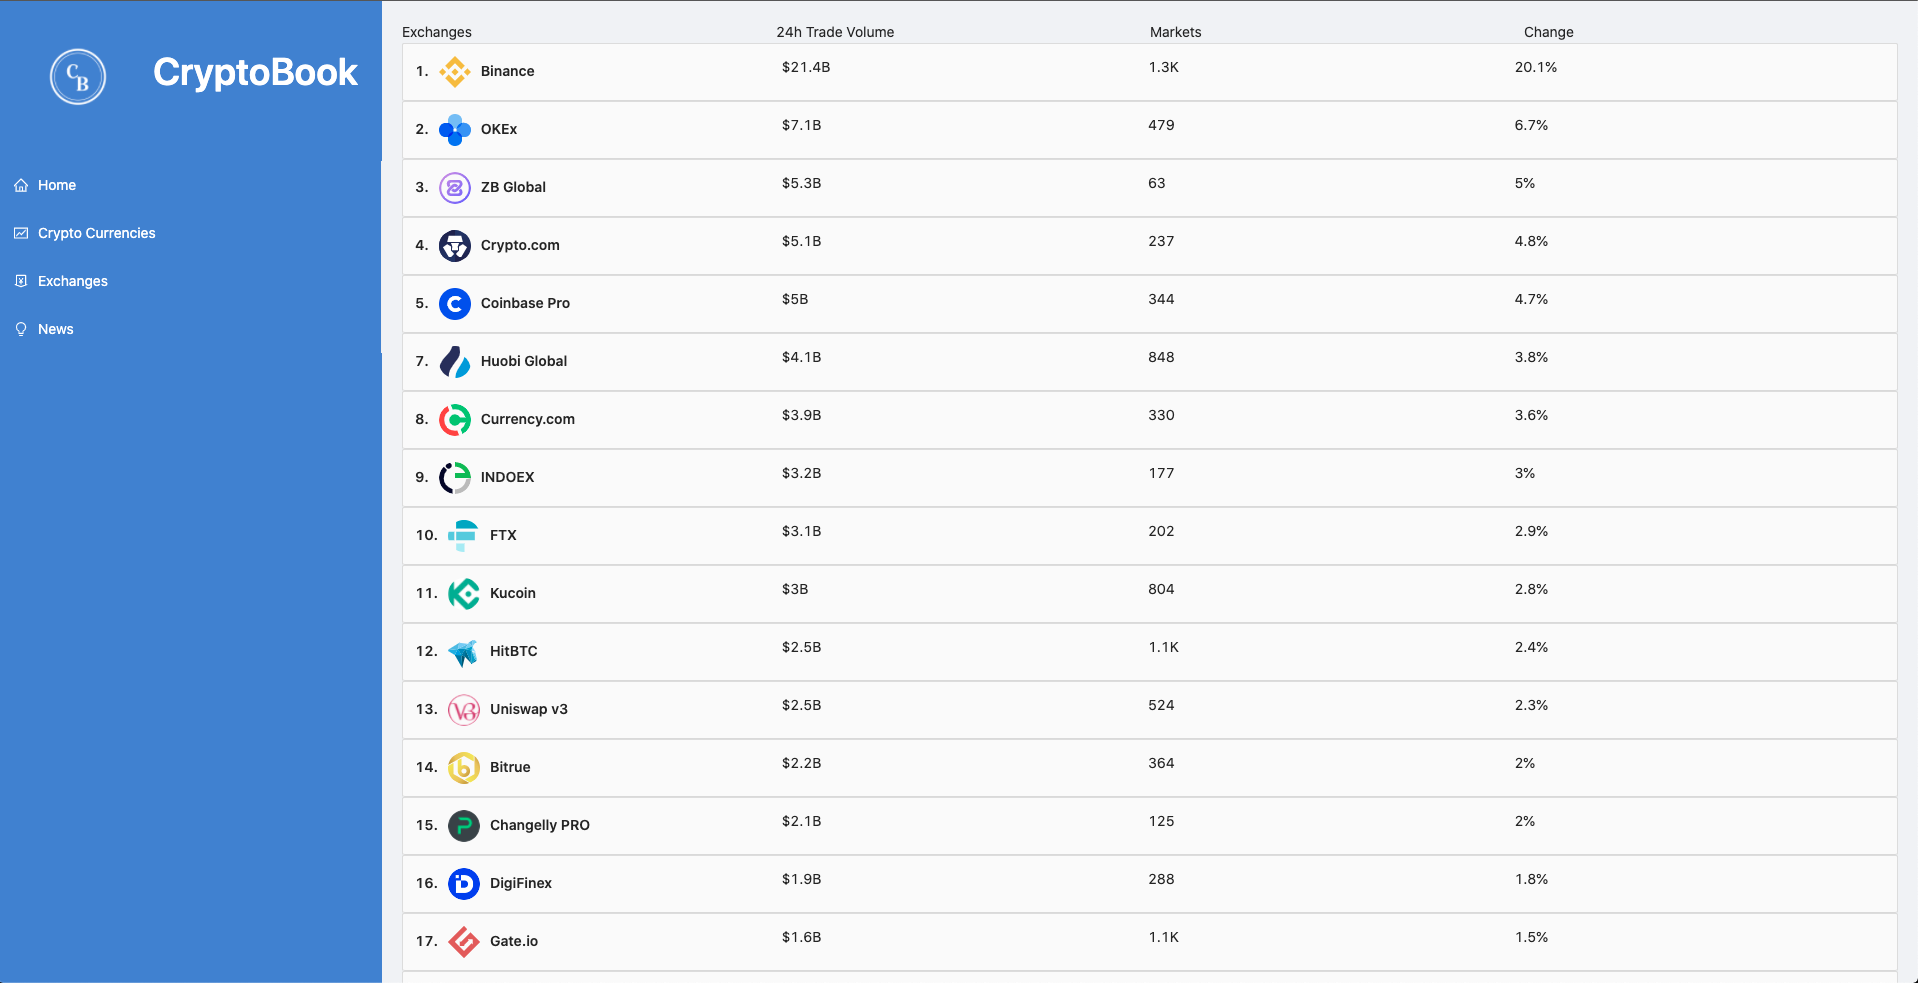 CB
CryptoBook
Home
Crypto Currencies
Exchanges
News
Exchanges 24h Trade Volume Markets Change
1. Binance $21.4B 1.3K 20.1%
2. OKEx $7.1B 479 6.7%
3. ZB Global $5.3B 63 5%
4. Crypto.com $5.1B 237 4.8%
5. Coinbase Pro $5B 344 4.7%
7. Huobi Global $4.1B 848 3.8%
8. Currency.com $3.9B 330 3.6%
9. INDOEX $3.2B 177 3%
10. FTX $3.1B 202 2.9%
11. Kucoin $3B 804 2.8%
12. HitBTC $2.5B 1.1K 2.4%
13. V3 Uniswap v3 $2.5B 524 2.3%
14. Bitrue $2.2B 364 2%
15. Changelly PRO $2.1B 125 2%
16. DigiFinex $1.9B 288 1.8%
17. Gate.io $1.6B 1.1K 1.5%